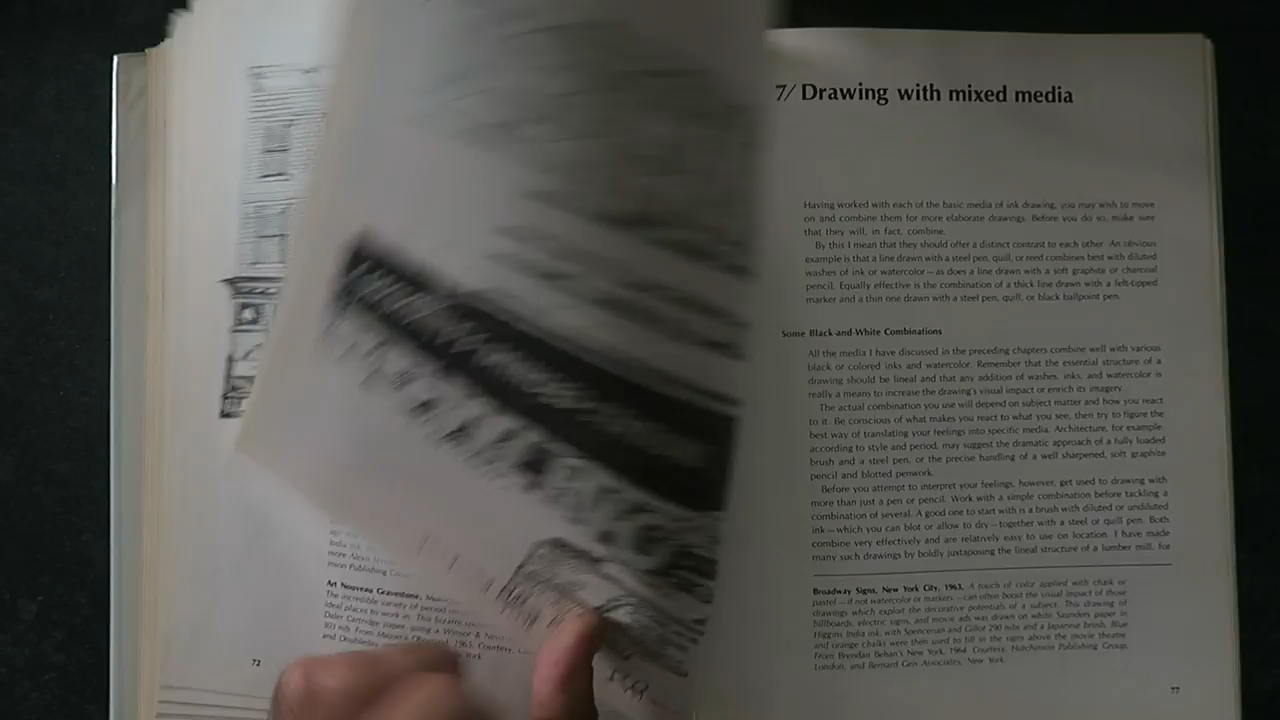 India ink.
more Alexan
inson Publishing Group
Art Nouveau Gravestone,
The incredible variety of period
Ideal places to work in. This bizarre
Daler Cartridge paper, using a Winsor &
1965. Courtesy,
and Doubleday
72
7/ Drawing with mixed media
Having worked with each of the basic media of ink drawing, you may wish to move
on and combine them for more elaborate drawings. Before you do so, make sure
that they will, in fact, combine.
By this I mean that they should offer a distinct contrast to each other. An obvious
example is that a line drawn with a steel pen, quill, or reed combines best with diluted
washes of ink or watercolor—as does a line drawn with a soft graphite or charcoal
pencil. Equally effective is the combination of a thick line drawn with a felt-tipped
marker and a thin one drawn with a steel pen, quill, or black ballpoint pen.
Some Black-and-White Combinations
All the media I have discussed in the preceding chapters combine well with various
black or colored inks and watercolor. Remember that the essential structure of a
drawing should be lineal and that any addition of washes, inks, and watercolor is
really a means to increase the drawing's visual impact or enrich its imagery.
The actual combination you use will depend on subject matter and how you react
to it. Be conscious of what makes you react to what you see, then try to figure the
best way of translating your feelings into specific media. Architecture, for example,
according to style and period, may suggest the dramatic approach of a fully loaded
brush and a steel pen, or the precise handling of a well sharpened, soft graphite
pencil and blotted penwork.
Before you attempt to interpret your feelings, however, get used to drawing with
more than just a pen or pencil. Work with a simple combination before tackling a
combination of several. A good one to start with is a brush with diluted or undiluted
ink—which you can blot or allow to dry—together with a steel or quill pen. Both
combine very effectively and are relatively easy to use on location. I have made
many such drawings by boldly juxtaposing the lineal structure of a lumber mill, for
Broadway Signs, New York City, 1963. A touch of color applied with chalk or
pastel—if not watercolor or markers—can often boost the visual impact of those
drawings which exploit the decorative potentials of a subject. This drawing of
billboards, electric signs, and movie ads was drawn on white Saunders paper in
Higgins India ink, with Spencerian and Gillot 290 nibs and a Japanese brush. Blue
and orange chalks were then used to fill in the signs above the movie theatre.
From Brendan Behan's New York, 1964. Courtesy, Hutchinson Publishing Group,
London, and Bernard Geis Associates, New York.
77